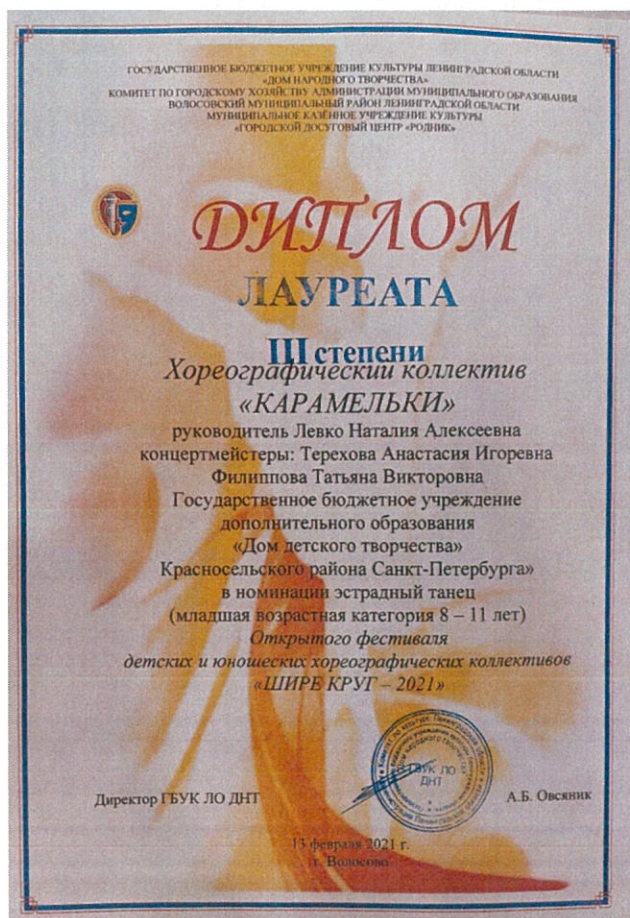 ГОСУДАРСТВЕННОЕ БЮДЖЕТНОЕ УЧРЕЖДЕНИЕ КУЛЬТУРЫ ЛЕНИНГРАДСКОЙ ОБЛАСТИ
«ДОМ НАРОДНОГО ТВОРЧЕСТВА»
КОМИТЕТ ПО ГОРОДСКОМУ ХОЗЯЙСТВУ АДМИНИСТРАЦИИ МУНИЦИПАЛЬНОГО ОБРАЗОВАНИЯ
ВОЛОСОВСКИЙ МУНИЦИПАЛЬНЫЙ РАЙОН ЛЕНИНГРАДСКОЙ ОБЛАСТИ
МУНИЦИПАЛЬНОЕ КАЗЁННОЕ УЧРЕЖДЕНИЕ КУЛЬТУРЫ
«ГОРОДСКОЙ ДОСУГОВЫЙ ЦЕНТР «РОДНИК»
ДИПЛОМ
ЛАУРЕАТА
III степени
Хореографический коллектив
«КАРАМЕЛЬКИ»
руководитель Левко Наталия Алексеевна
концертмейстеры: Терехова Анастасия Игоревна
Филиппова Татьяна Викторовна
Государственное бюджетное учреждение
дополнительного образования
«Дом детского творчества»
Красносельского района Санкт-Петербурга»
в номинации эстрадный танец
(младшая возрастная категория 8 – 11 лет)
Открытого фестиваля
детских и юношеских хореографических коллективов
«ШИРЕ КРУГ – 2021»
ГБУК ЛО
ДНТ
Директор ГБУК ЛО ДНТ А.Б. Овсяник
13 февраля 2021 г.
г. Волосово